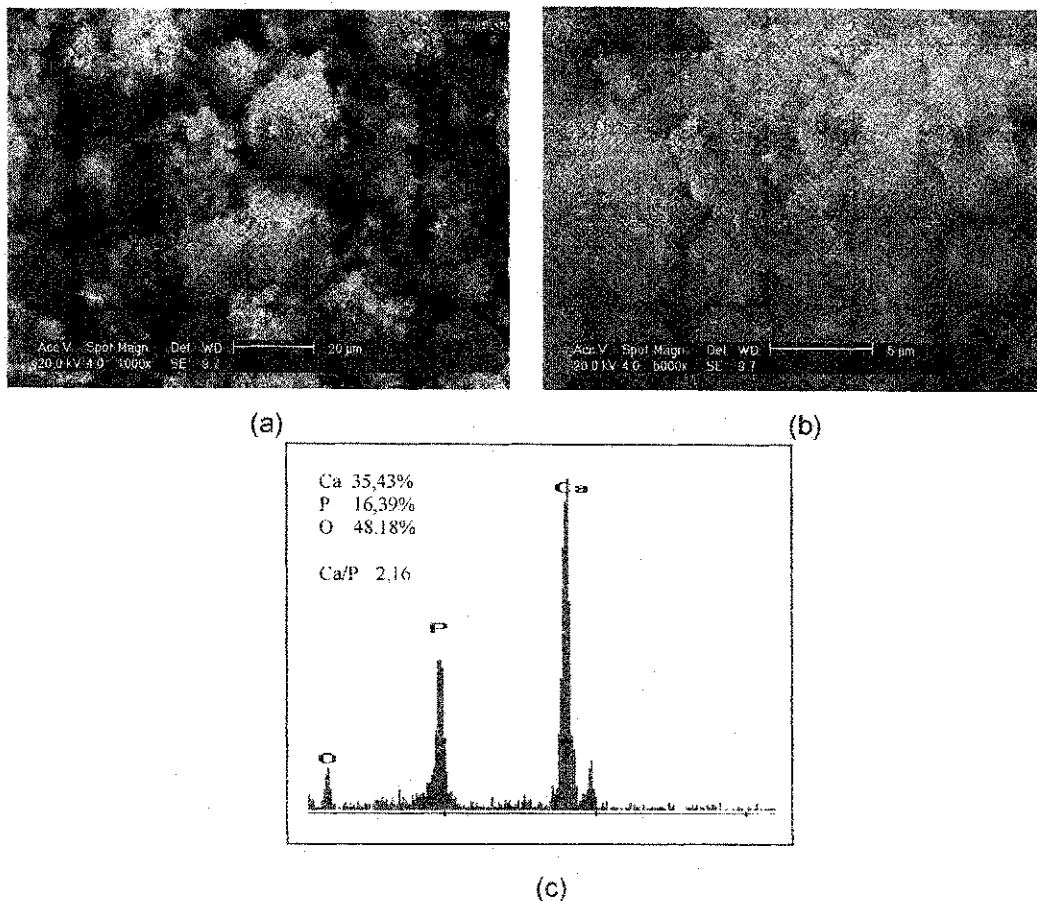 Acc.V Spot Magn Det WD 20 µm
20.0 kV 4.0 1000x SE 9.7
Acc.V Spot Magn Det WD 5 µm
20.0 kV 4.0 5000x SE 9.7
(a)
(b)
Ca 35,43%
P 16,39%
O 48.18%
Ca/P 2,16
Ca
P
O
(c)